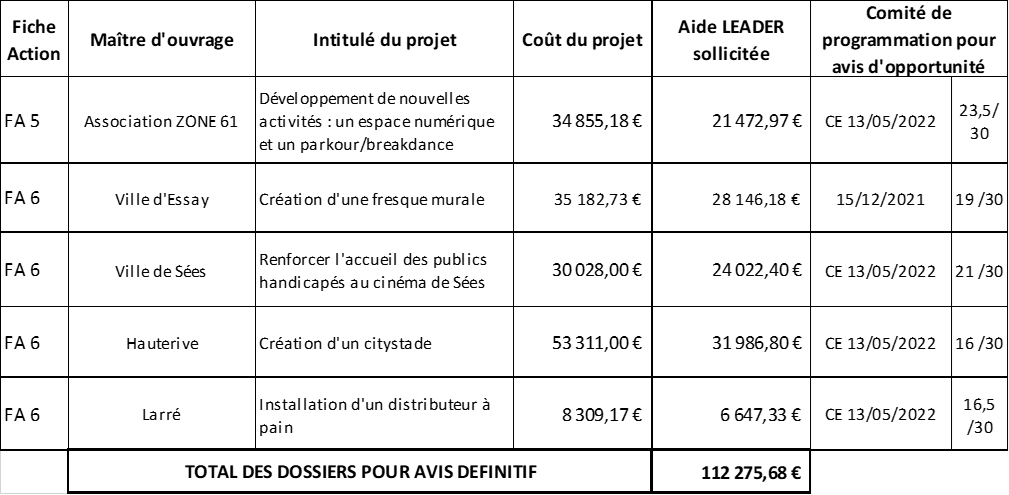 Fiche Action | Maître d'ouvrage | Intitulé du projet | Coût du projet | Aide LEADER sollicitée | Comité de programmation pour avis d'opportunité
FA 5 | Association ZONE 61 | Développement de nouvelles activités : un espace numérique et un parkour/breakdance | 34 855,18 € | 21 472,97 € | CE 13/05/2022 | 23,5/ 30
FA 6 | Ville d'Essay | Création d'une fresque murale | 35 182,73 € | 28 146,18 € | 15/12/2021 | 19 /30
FA 6 | Ville de Sées | Renforcer l'accueil des publics handicapés au cinéma de Sées | 30 028,00 € | 24 022,40 € | CE 13/05/2022 | 21 /30
FA 6 | Hauterive | Création d'un citystade | 53 311,00 € | 31 986,80 € | CE 13/05/2022 | 16 /30
FA 6 | Larré | Installation d'un distributeur à pain | 8 309,17 € | 6 647,33 € | CE 13/05/2022 | 16,5 /30
TOTAL DES DOSSIERS POUR AVIS DEFINITIF | 112 275,68 €